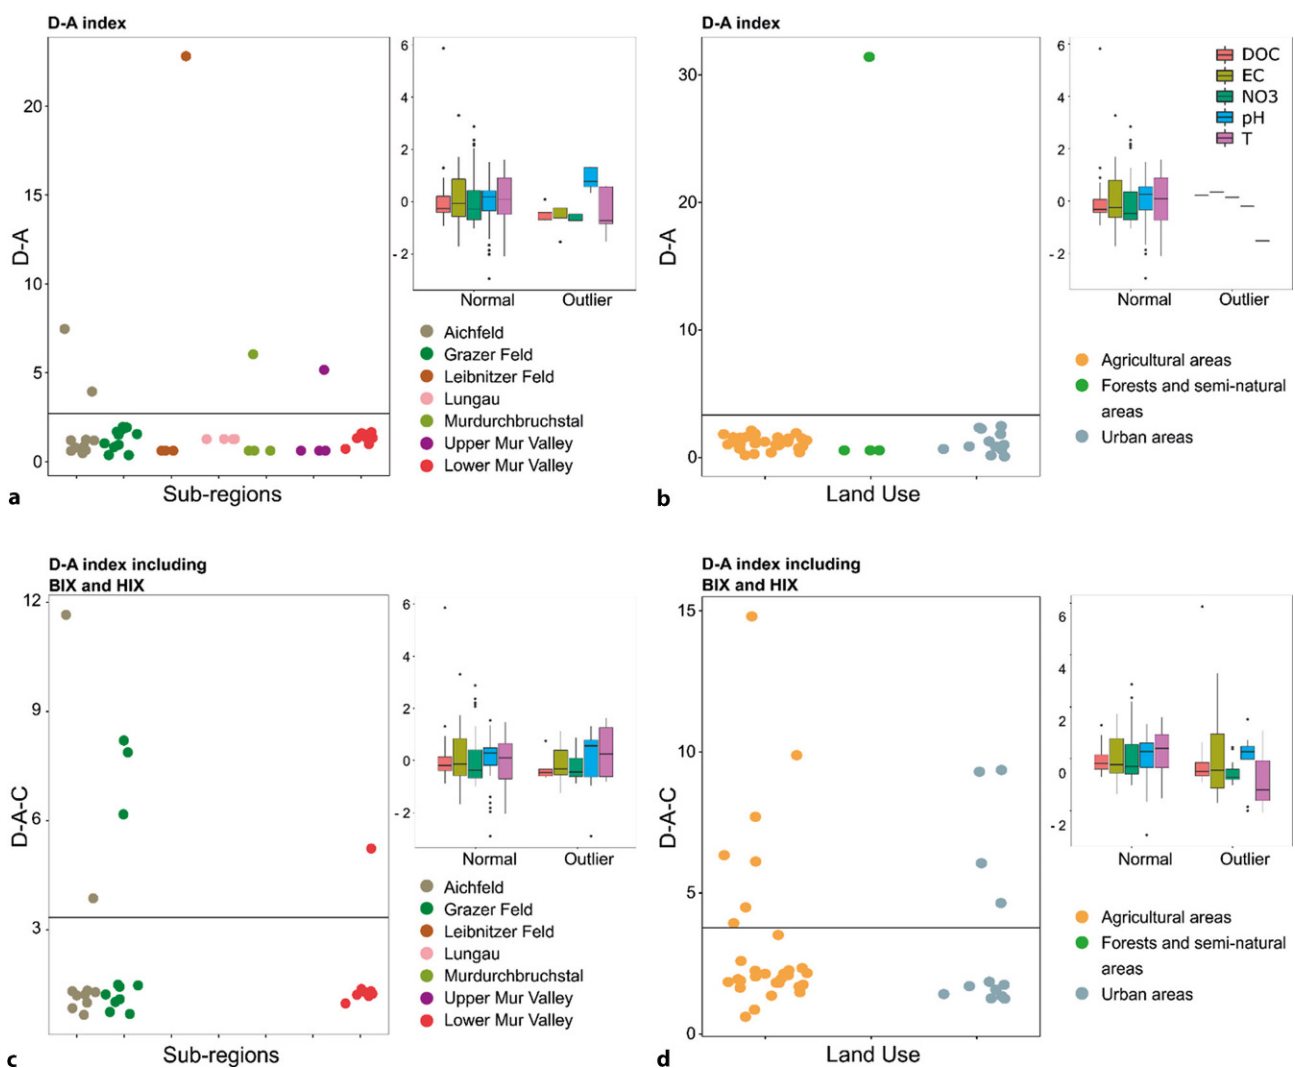 D-A index
20
15
10
5
0
D-A
Sub-regions
a
6
4
2
0
- 2
Normal Outlier
Aichfeld
Grazer Feld
Leibnitzer Feld
Lungau
Murdurchbruchstal
Upper Mur Valley
Lower Mur Valley
D-A index
30
20
10
0
D-A
Land Use
b
6
4
2
0
- 2
DOC
EC
NO3
pH
T
Normal Outlier
Agricultural areas
Forests and semi-natural
areas
Urban areas
D-A index including
BIX and HIX
12
9
6
3
D-A-C
Sub-regions
c
6
4
2
0
- 2
Normal Outlier
Aichfeld
Grazer Feld
Leibnitzer Feld
Lungau
Murdurchbruchstal
Upper Mur Valley
Lower Mur Valley
D-A index including
BIX and HIX
15
10
5
0
D-A-C
Land Use
d
6
4
2
0
- 2
Normal Outlier
Agricultural areas
Forests and semi-natural
areas
Urban areas